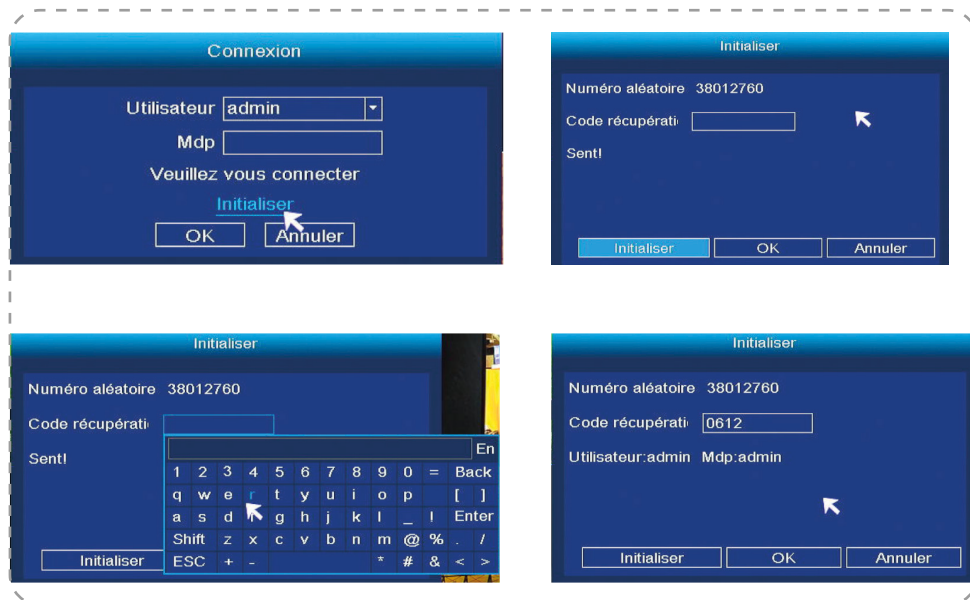 Connexion
Utilisateur admin
Mdp
Veuillez vous connecter
Initialiser
OK Annuler
Initialiser
Numéro aléatoire 38012760
Code récupérati
Sent!
Initialiser OK Annuler
Initialiser
Numéro aléatoire 38012760
Code récupérati
Sent!
En
1 2 3 4 5 6 7 8 9 0 = Back
q w e r t y u i o p [ ]
a s d f g h j k l _ ! Enter
Shift z x c v b n m @ % . /
ESC + - * # & < >
Initialiser
Initialiser
Numéro aléatoire 38012760
Code récupérati 0612
Utilisateur:admin Mdp:admin
Initialiser OK Annuler